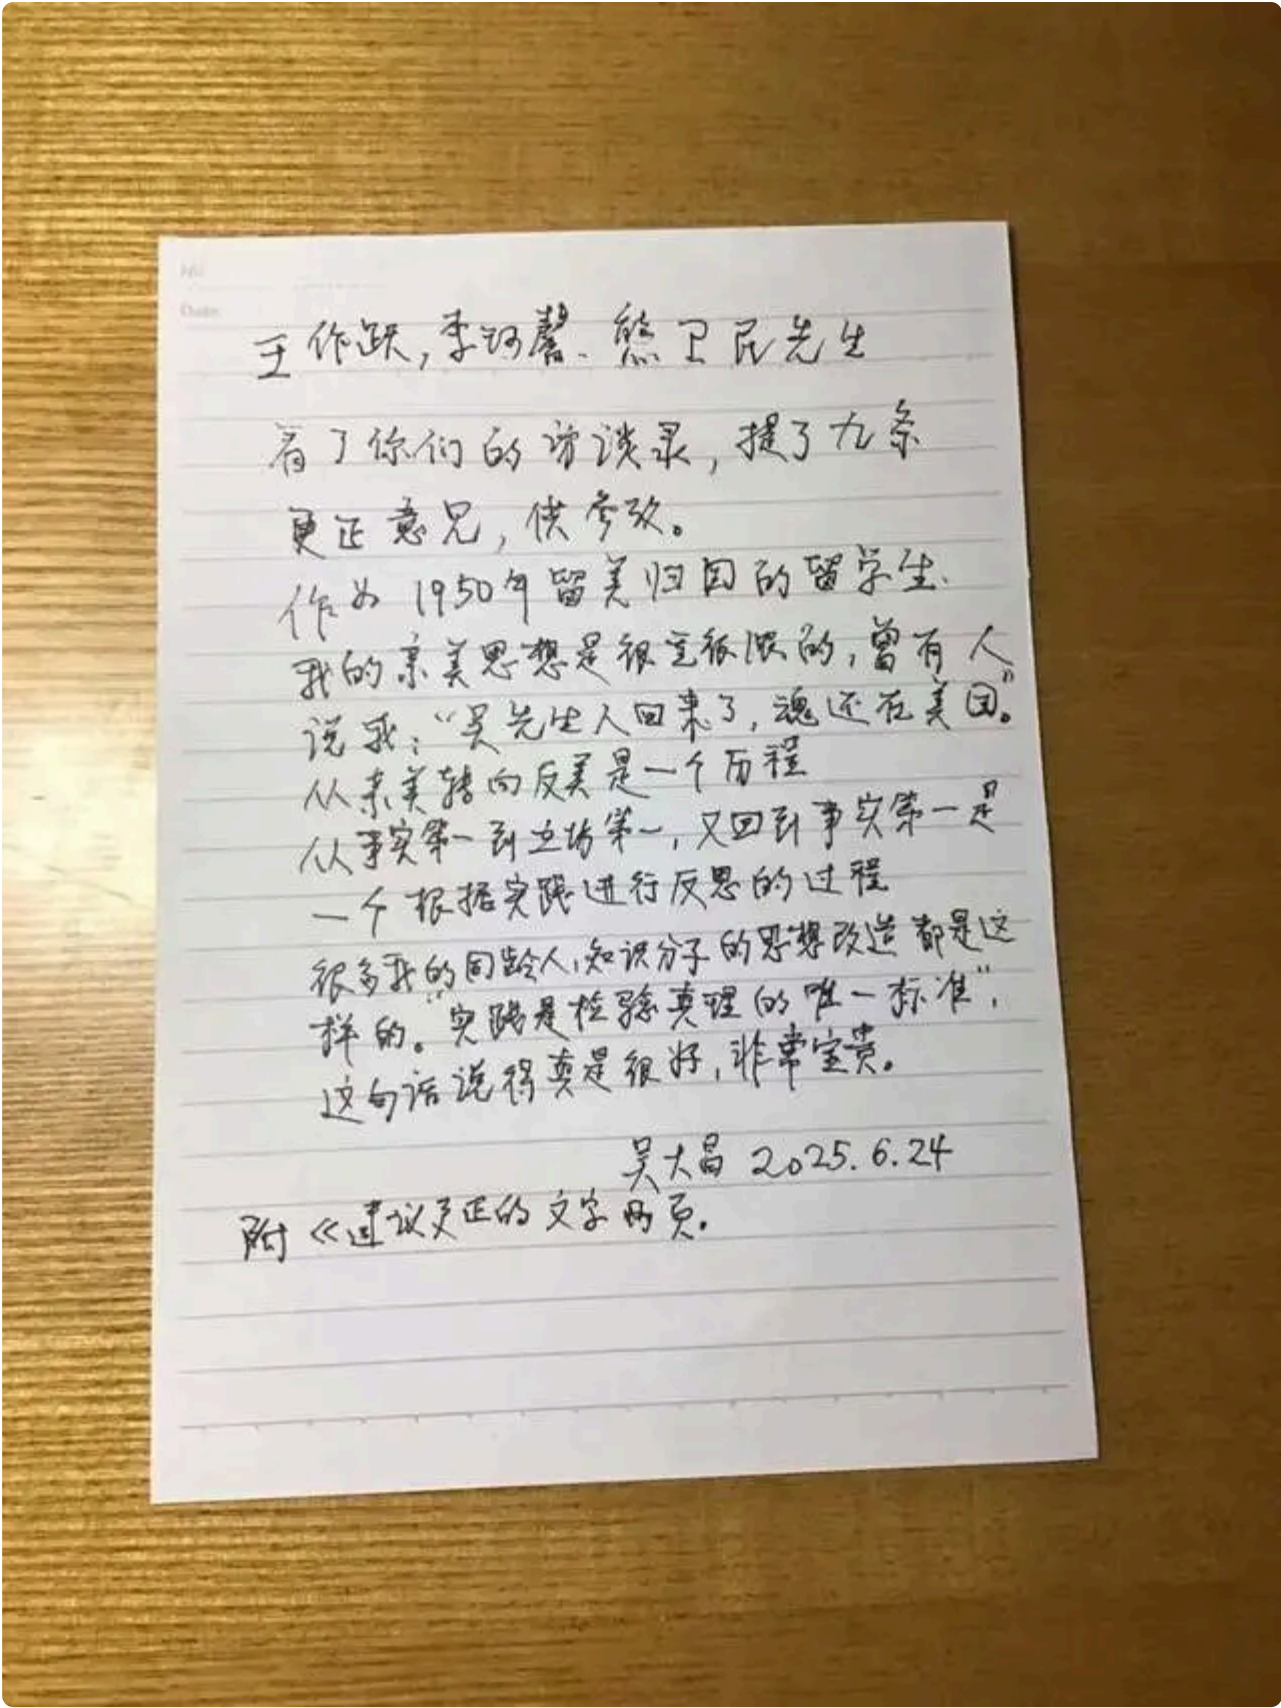 No.
Date.
王作跃,李珂馨、熊卫民先生
看了你们的访谈录,提了九条
更正意见,供参改。
作为1950年留美归国的留学生、
我的亲美思想是很重很浓的,曾有人
说我:“吴先生人回来了,魂还在美国”。
从亲美转向反美是一个历程
从事实第一到立场第一,又回到事实第一是
一个根据实践进行反思的过程
很多我的同龄人,知识分子的思想改造都是这
样的。“实践是检验真理的唯一标准”,
这句话说得真是很好,非常宝贵。
吴大昌 2025.6.24
附《建议更正的文字两页。